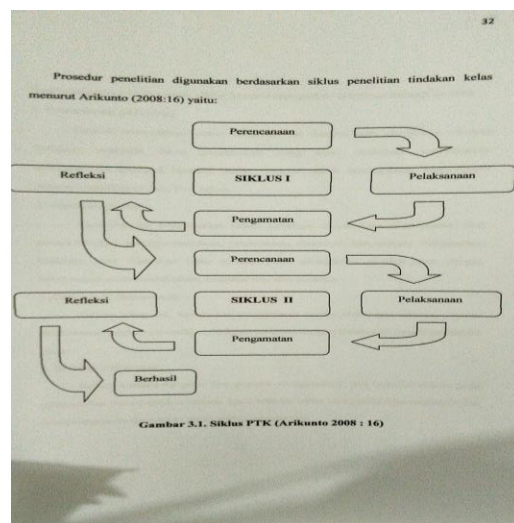 32
Prosedur penelitian digunakan berdasarkan siklus penelitian tindakan kelas
menurut Arikunto (2008:16) yaitu:
Perencanaan
Refleksi
SIKLUS I
Pelaksanaan
Pengamatan
Perencanaan
Refleksi
SIKLUS II
Pelaksanaan
Pengamatan
Berhasil
Gambar 3.1. Siklus PTK (Arikunto 2008 : 16)